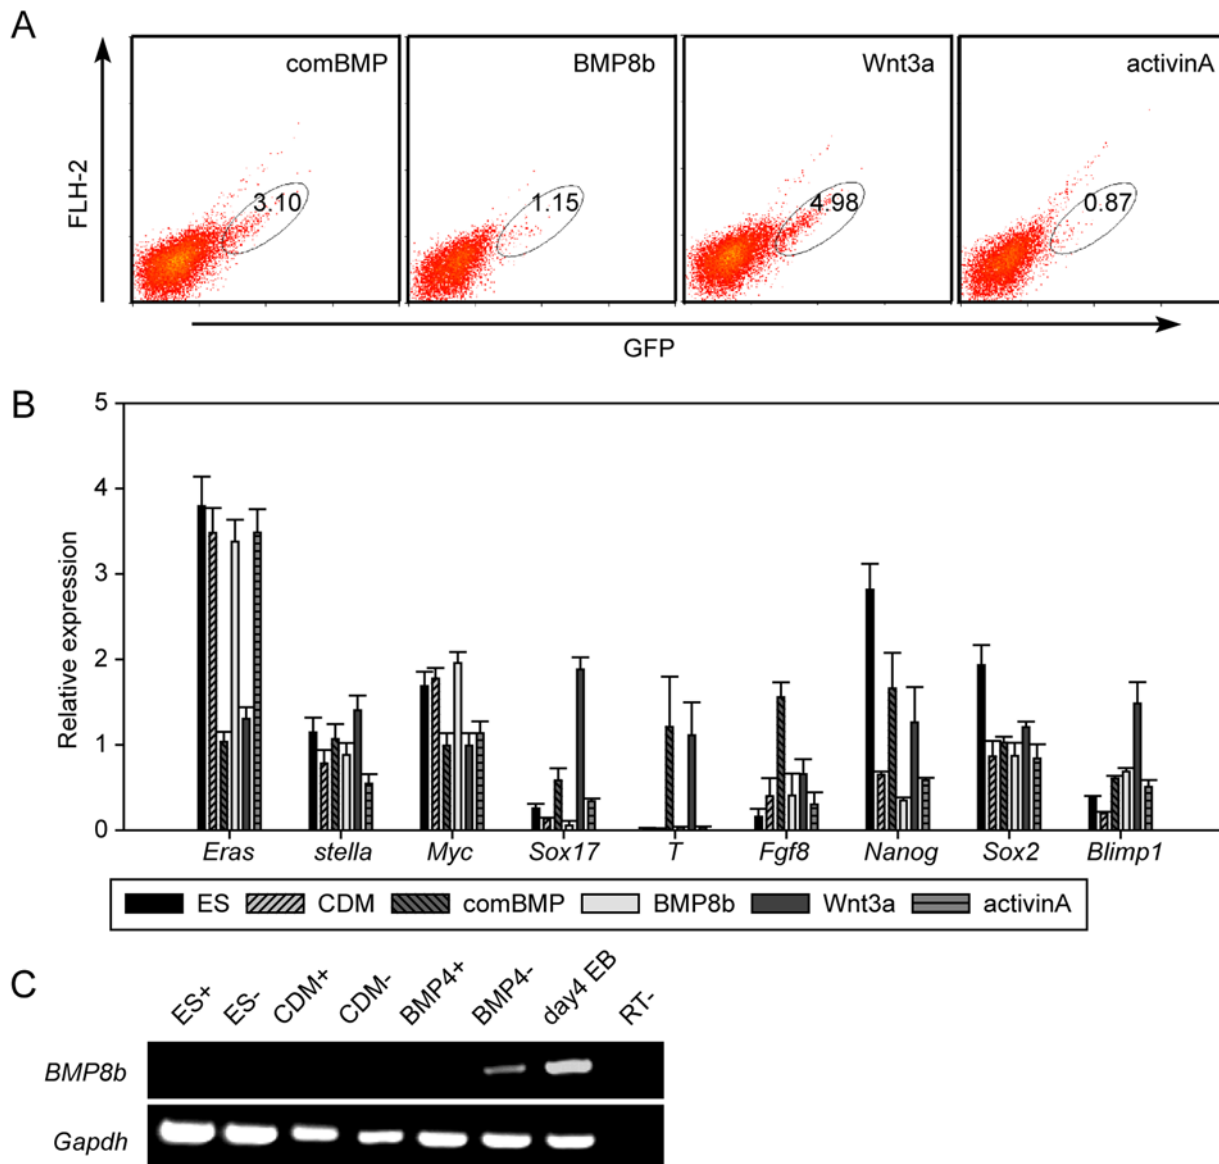 A
comBMP
BMP8b
Wnt3a
activinA
3.10
1.15
4.98
0.87
FLH-2
GFP
B
5
4
3
2
1
0
Relative expression
Eras stella Myc Sox17 T Fgf8 Nanog Sox2 Blimp1
ES CDM comBMP BMP8b Wnt3a activinA
C
ES+ ES- CDM+ CDM- BMP4+ BMP4- day4 EB RT-
BMP8b
Gapdh